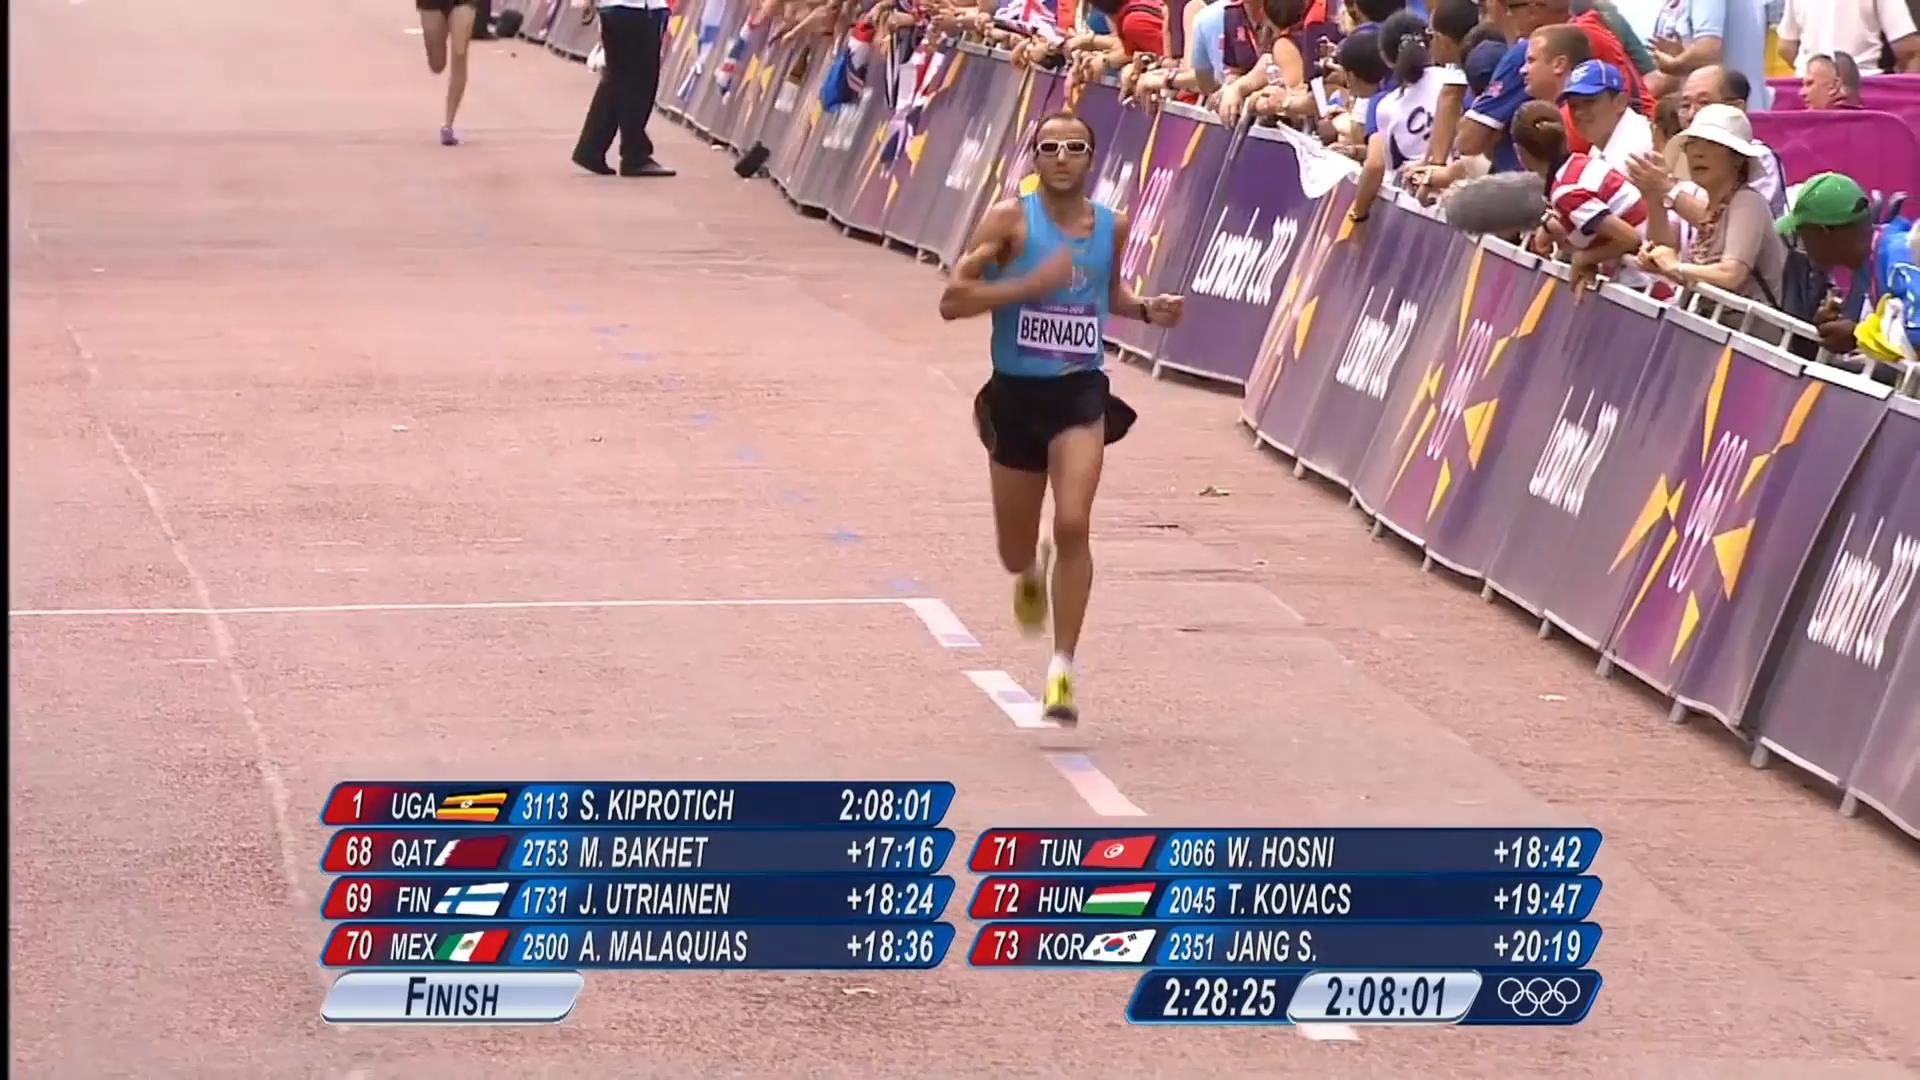 London 2012
BERNADO
London 2012
London 2012
London 2012
1 UGA 3113 S. KIPROTICH 2:08:01
68 QAT 2753 M. BAKHET +17:16
69 FIN 1731 J. UTRIAINEN +18:24
70 MEX 2500 A. MALAQUIAS +18:36
71 TUN 3066 W. HOSNI +18:42
72 HUN 2045 T. KOVACS +19:47
73 KOR 2351 JANG S. +20:19
FINISH
2:28:25 2:08:01